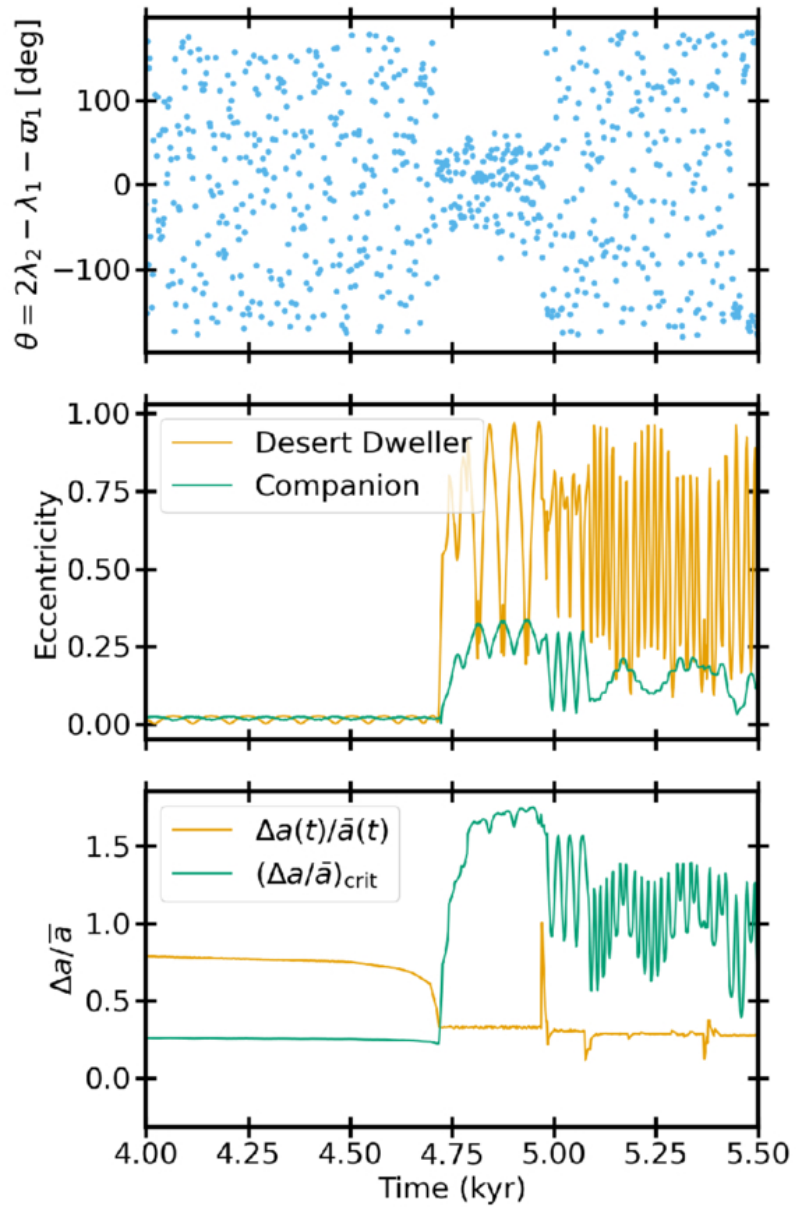 θ = 2λ₂ − λ₁ − ϖ₁ [deg]
100
0
−100
Eccentricity
1.00
0.75
0.50
0.25
0.00
Desert Dweller
Companion
Δa/a̅
1.5
1.0
0.5
0.0
Δa(t)/ā(t)
(Δa/ā)crit
4.00 4.25 4.50 4.75 5.00 5.25 5.50
Time (kyr)